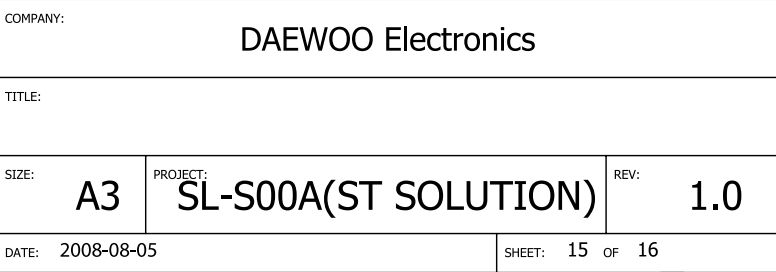 COMPANY:
DAEWOO Electronics
TITLE:
SIZE: A3 PROJECT: SL-S00A(ST SOLUTION) REV: 1.0
DATE: 2008-08-05 SHEET: 15 OF 16